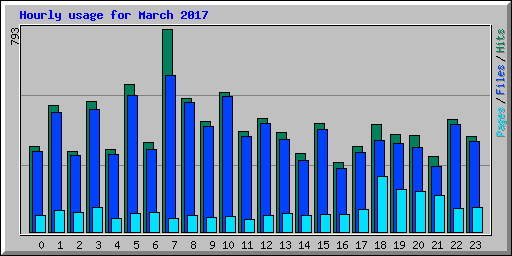 Hourly usage for March 2017
793
Pages/Files/Hits
0 1 2 3 4 5 6 7 8 9 10 11 12 13 14 15 16 17 18 19 20 21 22 23